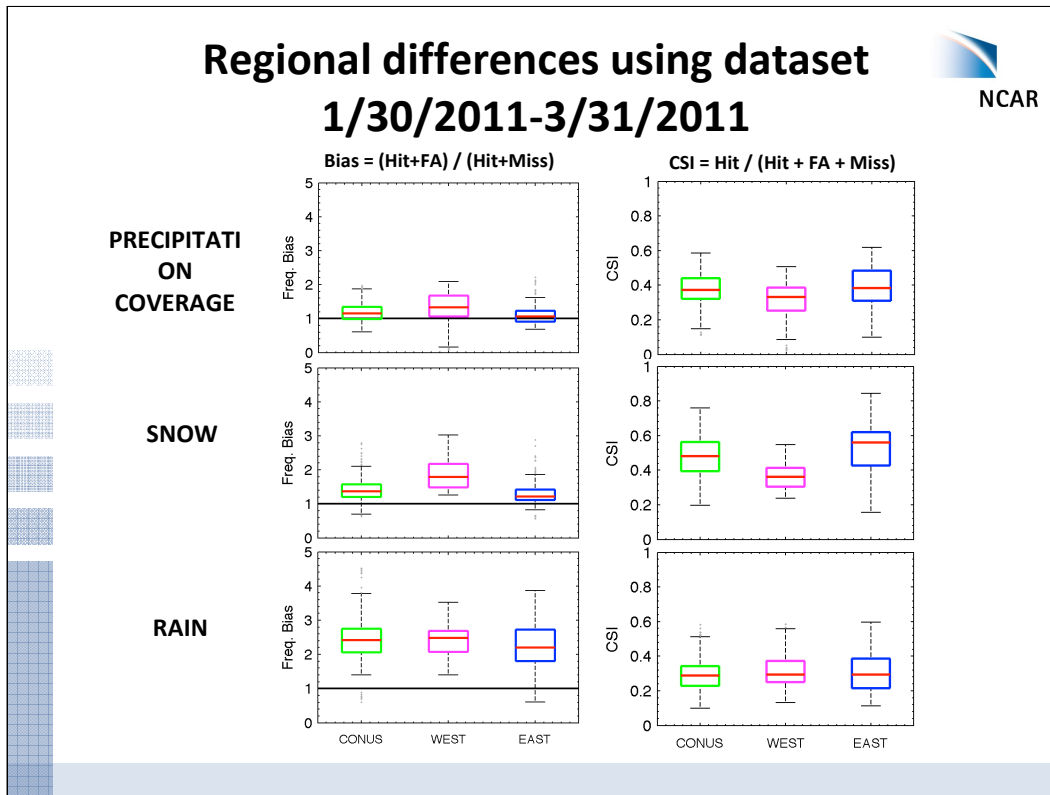 Regional differences using dataset
1/30/2011-3/31/2011
NCAR
Bias = (Hit+FA) / (Hit+Miss)
CSI = Hit / (Hit + FA + Miss)
PRECIPITATI
ON
COVERAGE
Freq. Bias
5
4
3
2
1
0
CSI
1
0.8
0.6
0.4
0.2
0
SNOW
Freq. Bias
5
4
3
2
1
0
CSI
1
0.8
0.6
0.4
0.2
0
RAIN
Freq. Bias
5
4
3
2
1
0
CONUS WEST EAST
CSI
1
0.8
0.6
0.4
0.2
0
CONUS WEST EAST